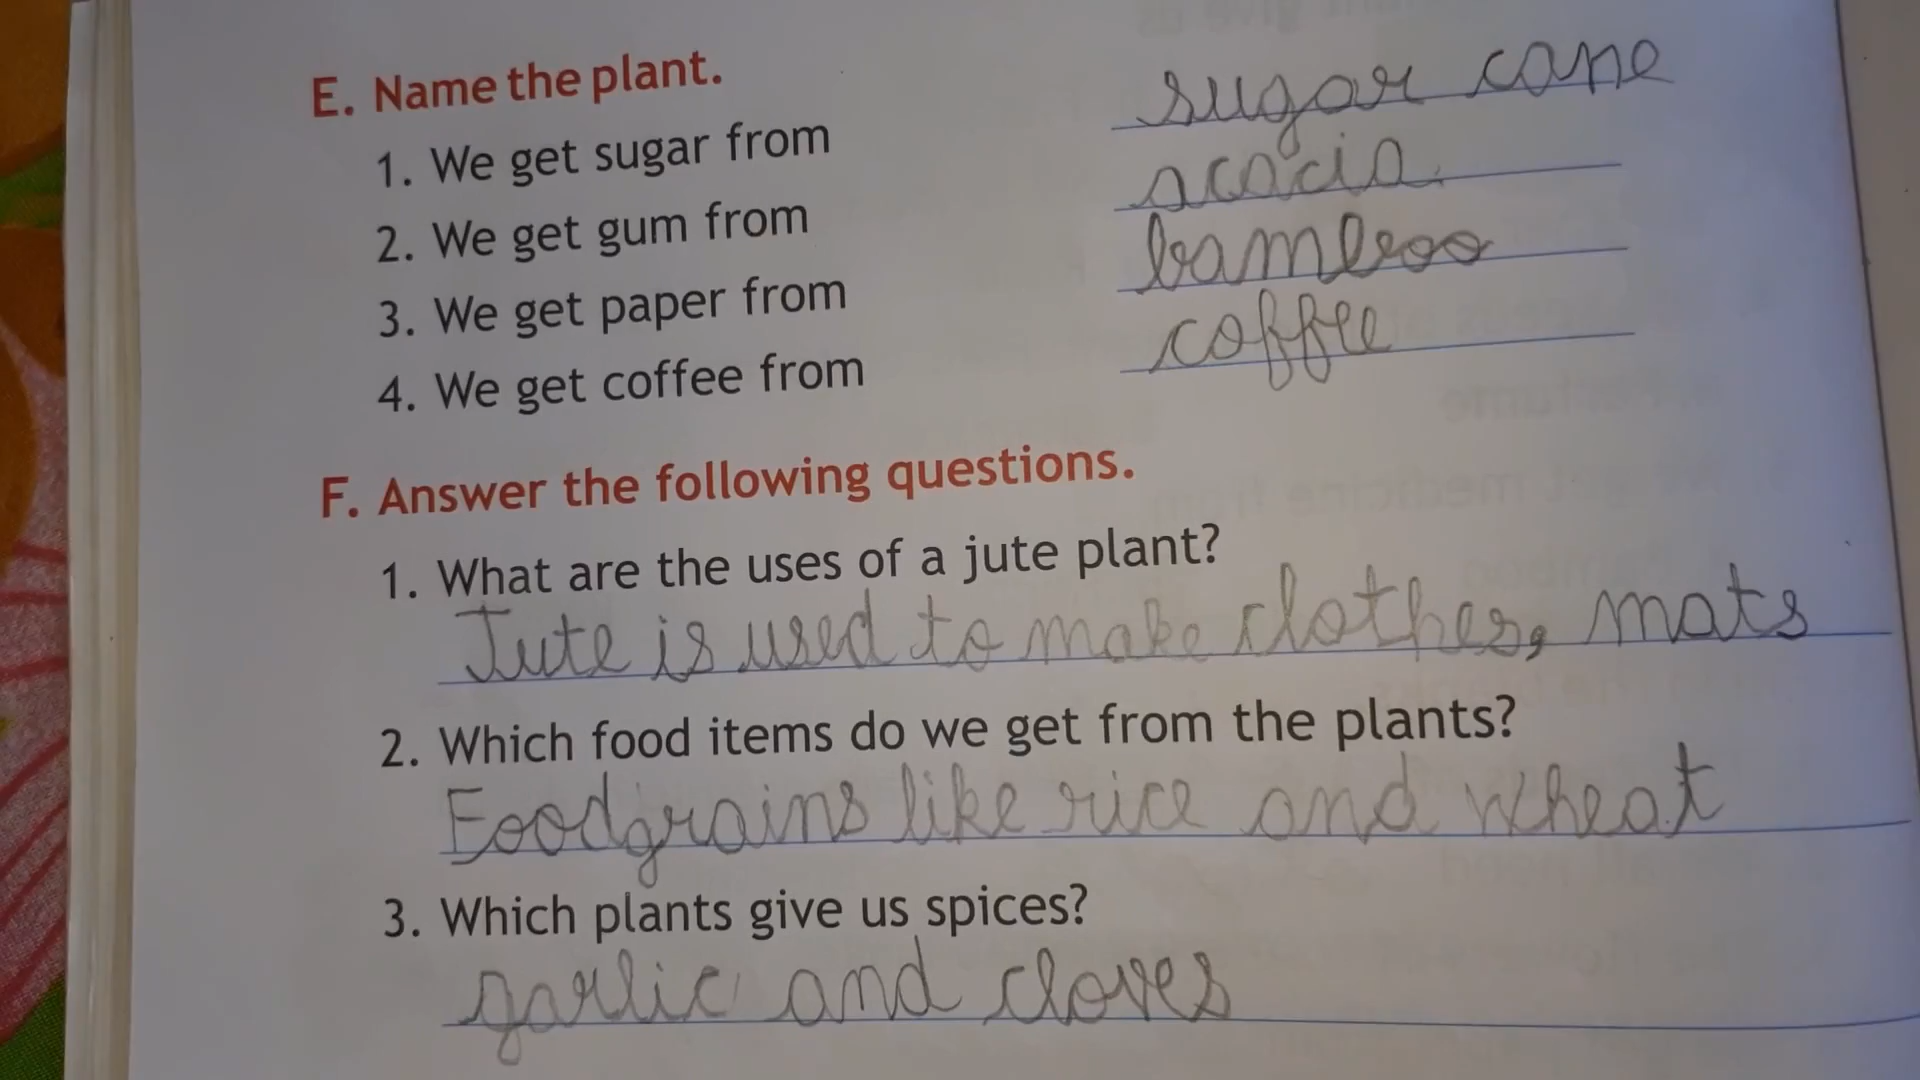 E. Name the plant.
1. We get sugar from sugar cane
2. We get gum from acacia
3. We get paper from bamboo
4. We get coffee from coffee
F. Answer the following questions.
1. What are the uses of a jute plant?
Jute is used to make clothes, mats
2. Which food items do we get from the plants?
Foodgrains like rice and wheat
3. Which plants give us spices?
garlic and cloves